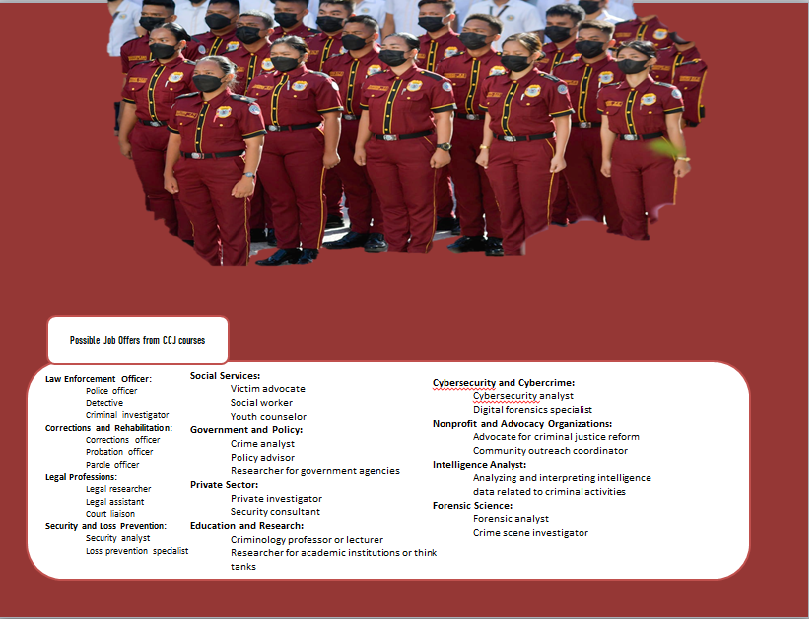 Possible Job Offers from CCJ courses
Law Enforcement Officer:
Police officer
Detective
Criminal investigator
Corrections and Rehabilitation:
Corrections officer
Probation officer
Parole officer
Legal Professions:
Legal researcher
Legal assistant
Court liaison
Security and Loss Prevention:
Security analyst
Loss prevention specialist
Social Services:
Victim advocate
Social worker
Youth counselor
Government and Policy:
Crime analyst
Policy advisor
Researcher for government agencies
Private Sector:
Private investigator
Security consultant
Education and Research:
Criminology professor or lecturer
Researcher for academic institutions or think
tanks
Cybersecurity and Cybercrime:
Cybersecurity analyst
Digital forensics specialist
Nonprofit and Advocacy Organizations:
Advocate for criminal justice reform
Community outreach coordinator
Intelligence Analyst:
Analyzing and interpreting intelligence
data related to criminal activities
Forensic Science:
Forensic analyst
Crime scene investigator